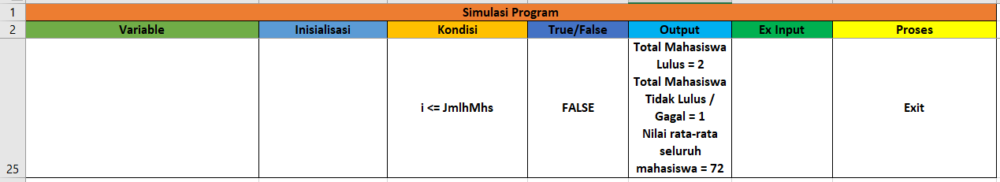 1
Simulasi Program
2
Variable
Inisialisasi
Kondisi
True/False
Output
Ex Input
Proses
25
i <= JmlhMhs
FALSE
Total Mahasiswa
Lulus = 2
Total Mahasiswa
Tidak Lulus /
Gagal = 1
Nilai rata-rata
seluruh
mahasiswa = 72
Exit